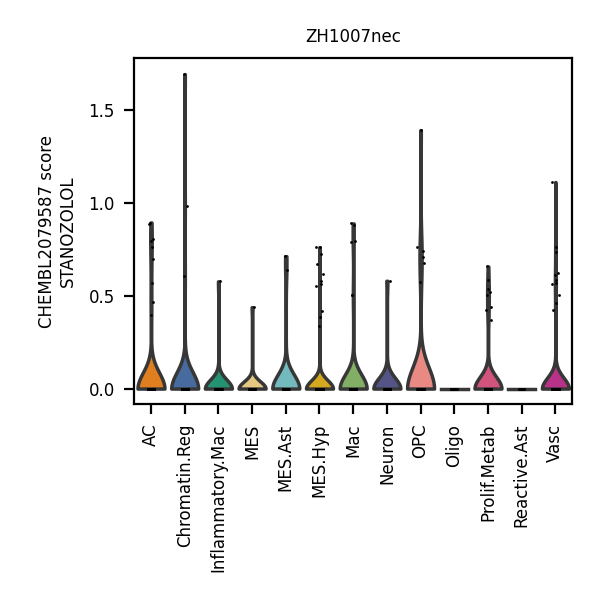 ZH1007nec
CHEMBL2079587 score
STANOZOLOL
1.5
1.0
0.5
0.0
AC
Chromatin.Reg
Inflammatory.Mac
MES
MES.Ast
MES.Hyp
Mac
Neuron
OPC
Oligo
Prolif.Metab
Reactive.Ast
Vasc